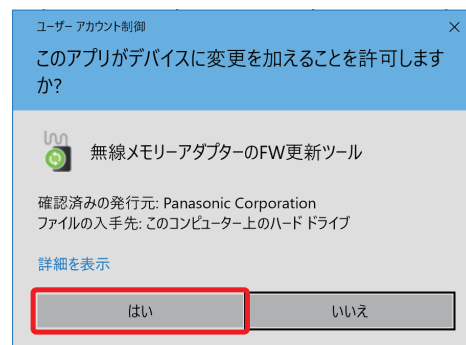 ユーザー アカウント制御
このアプリがデバイスに変更を加えることを許可します
か?
無線メモリーアダプターのFW更新ツール
確認済みの発行元: Panasonic Corporation
ファイルの入手先: このコンピューター上のハード ドライブ
詳細を表示
はい
いいえ